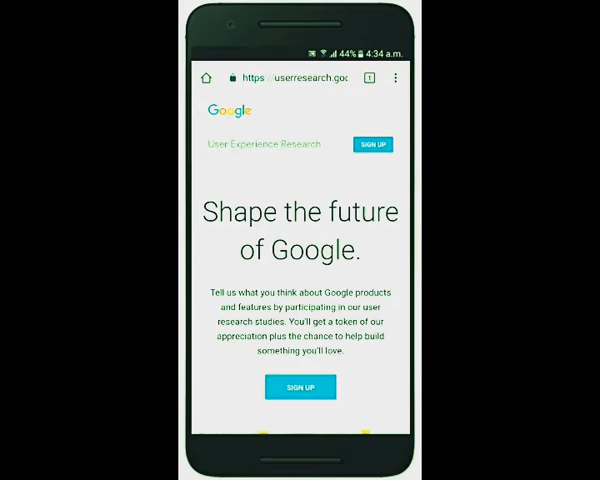 44% 4:34 a.m.
https://userresearch.goo
1
Google
User Experience Research
SIGN UP
Shape the future
of Google.
Tell us what you think about Google products
and features by participating in our user
research studies. You'll get a token of our
appreciation plus the chance to help build
something you'll love.
SIGN UP